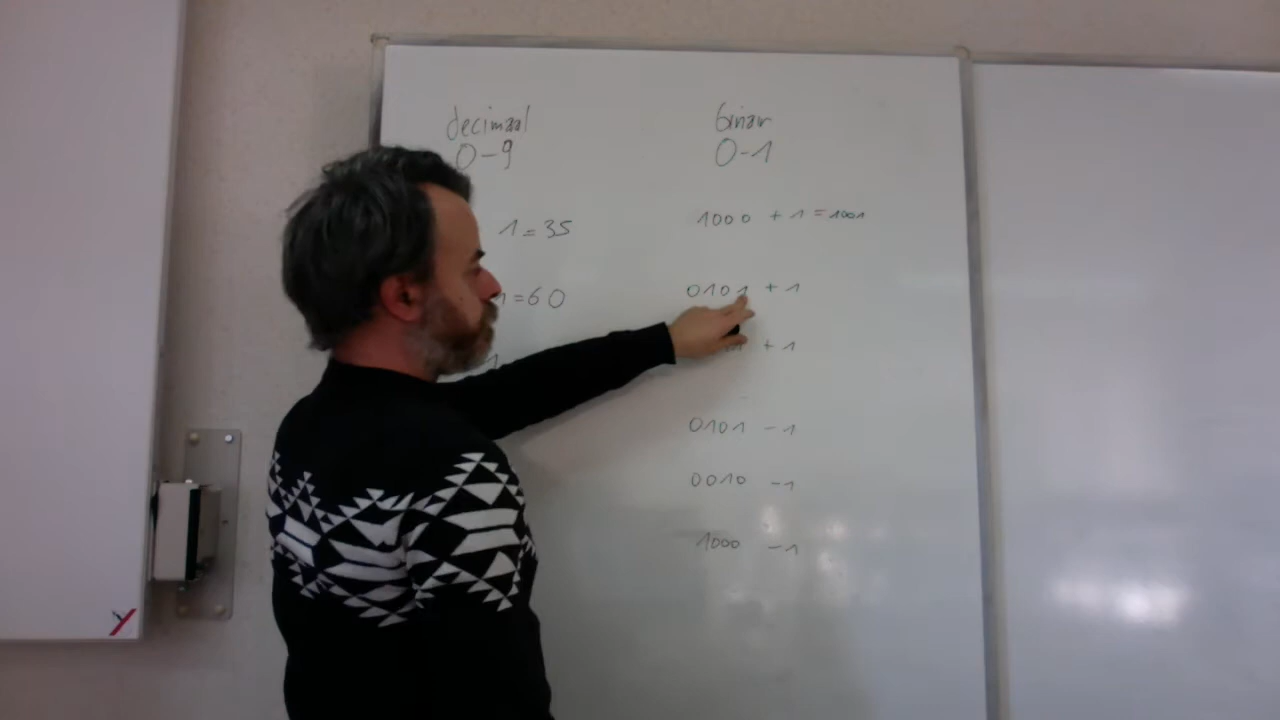 decimaal
0-9
1=35
1=60
1
binair
0-1
1000 + 1 = 1001
0101 + 1
+ 1
0101 - 1
0010 - 1
1000 - 1